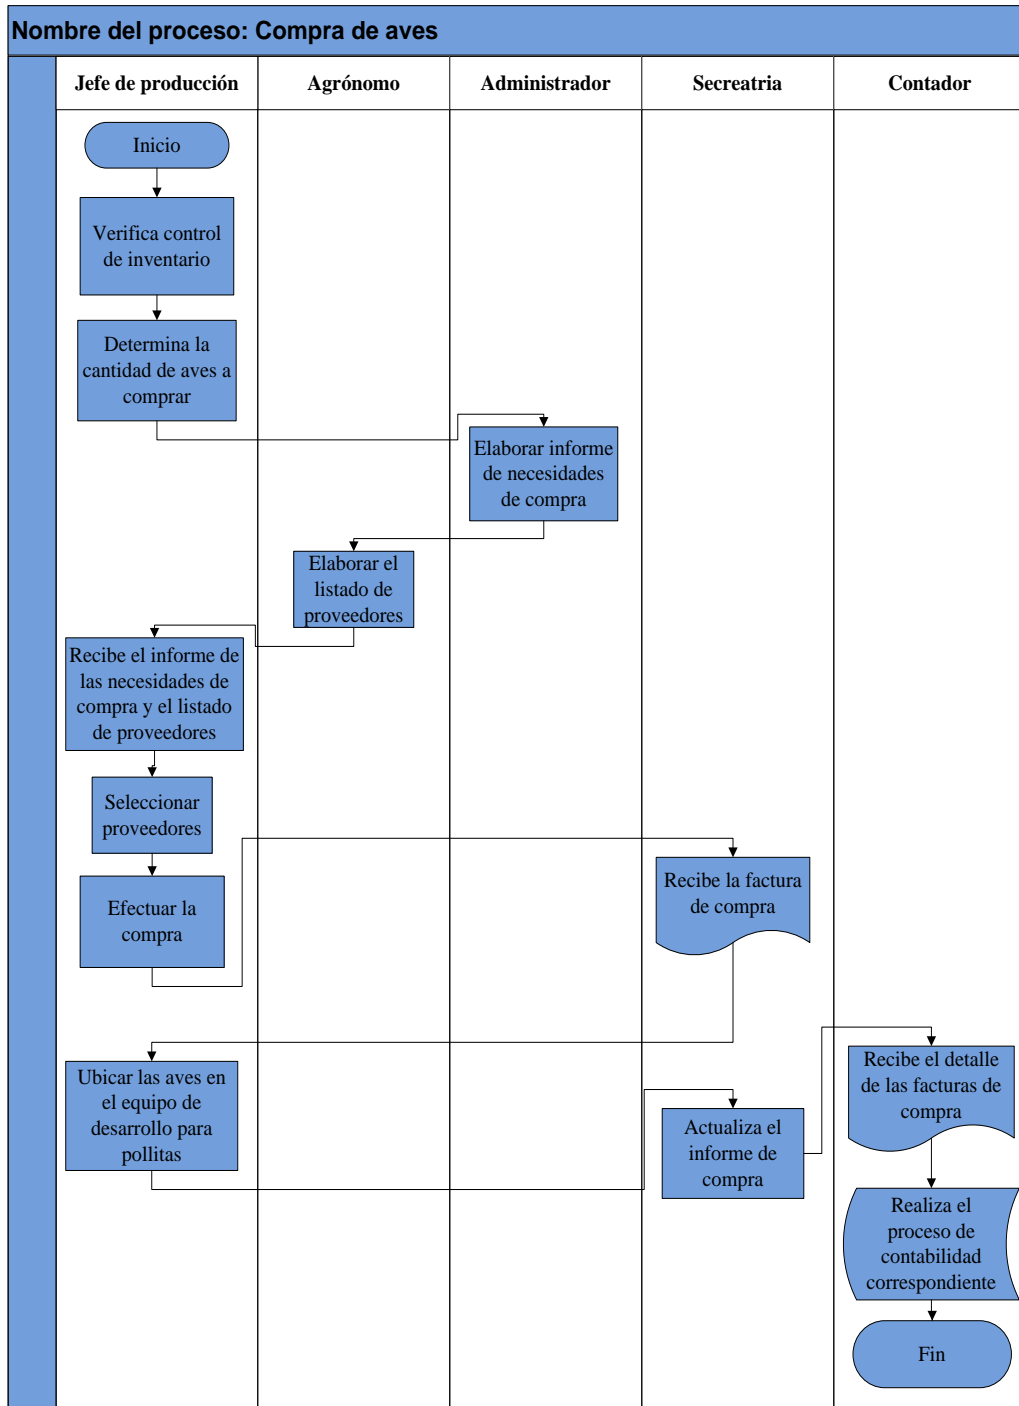 Nombre del proceso: Compra de aves
Jefe de producción
Agrónomo
Administrador
Secreatria
Contador
Inicio
Verifica control
de inventario
Determina la
cantidad de aves a
comprar
Elaborar informe
de necesidades
de compra
Elaborar el
listado de
proveedores
Recibe el informe de
las necesidades de
compra y el listado
de proveedores
Seleccionar
proveedores
Efectuar la
compra
Recibe la factura
de compra
Ubicar las aves en
el equipo de
desarrollo para
pollitas
Actualiza el
informe de
compra
Recibe el detalle
de las facturas de
compra
Realiza el
proceso de
contabilidad
correspondiente
Fin